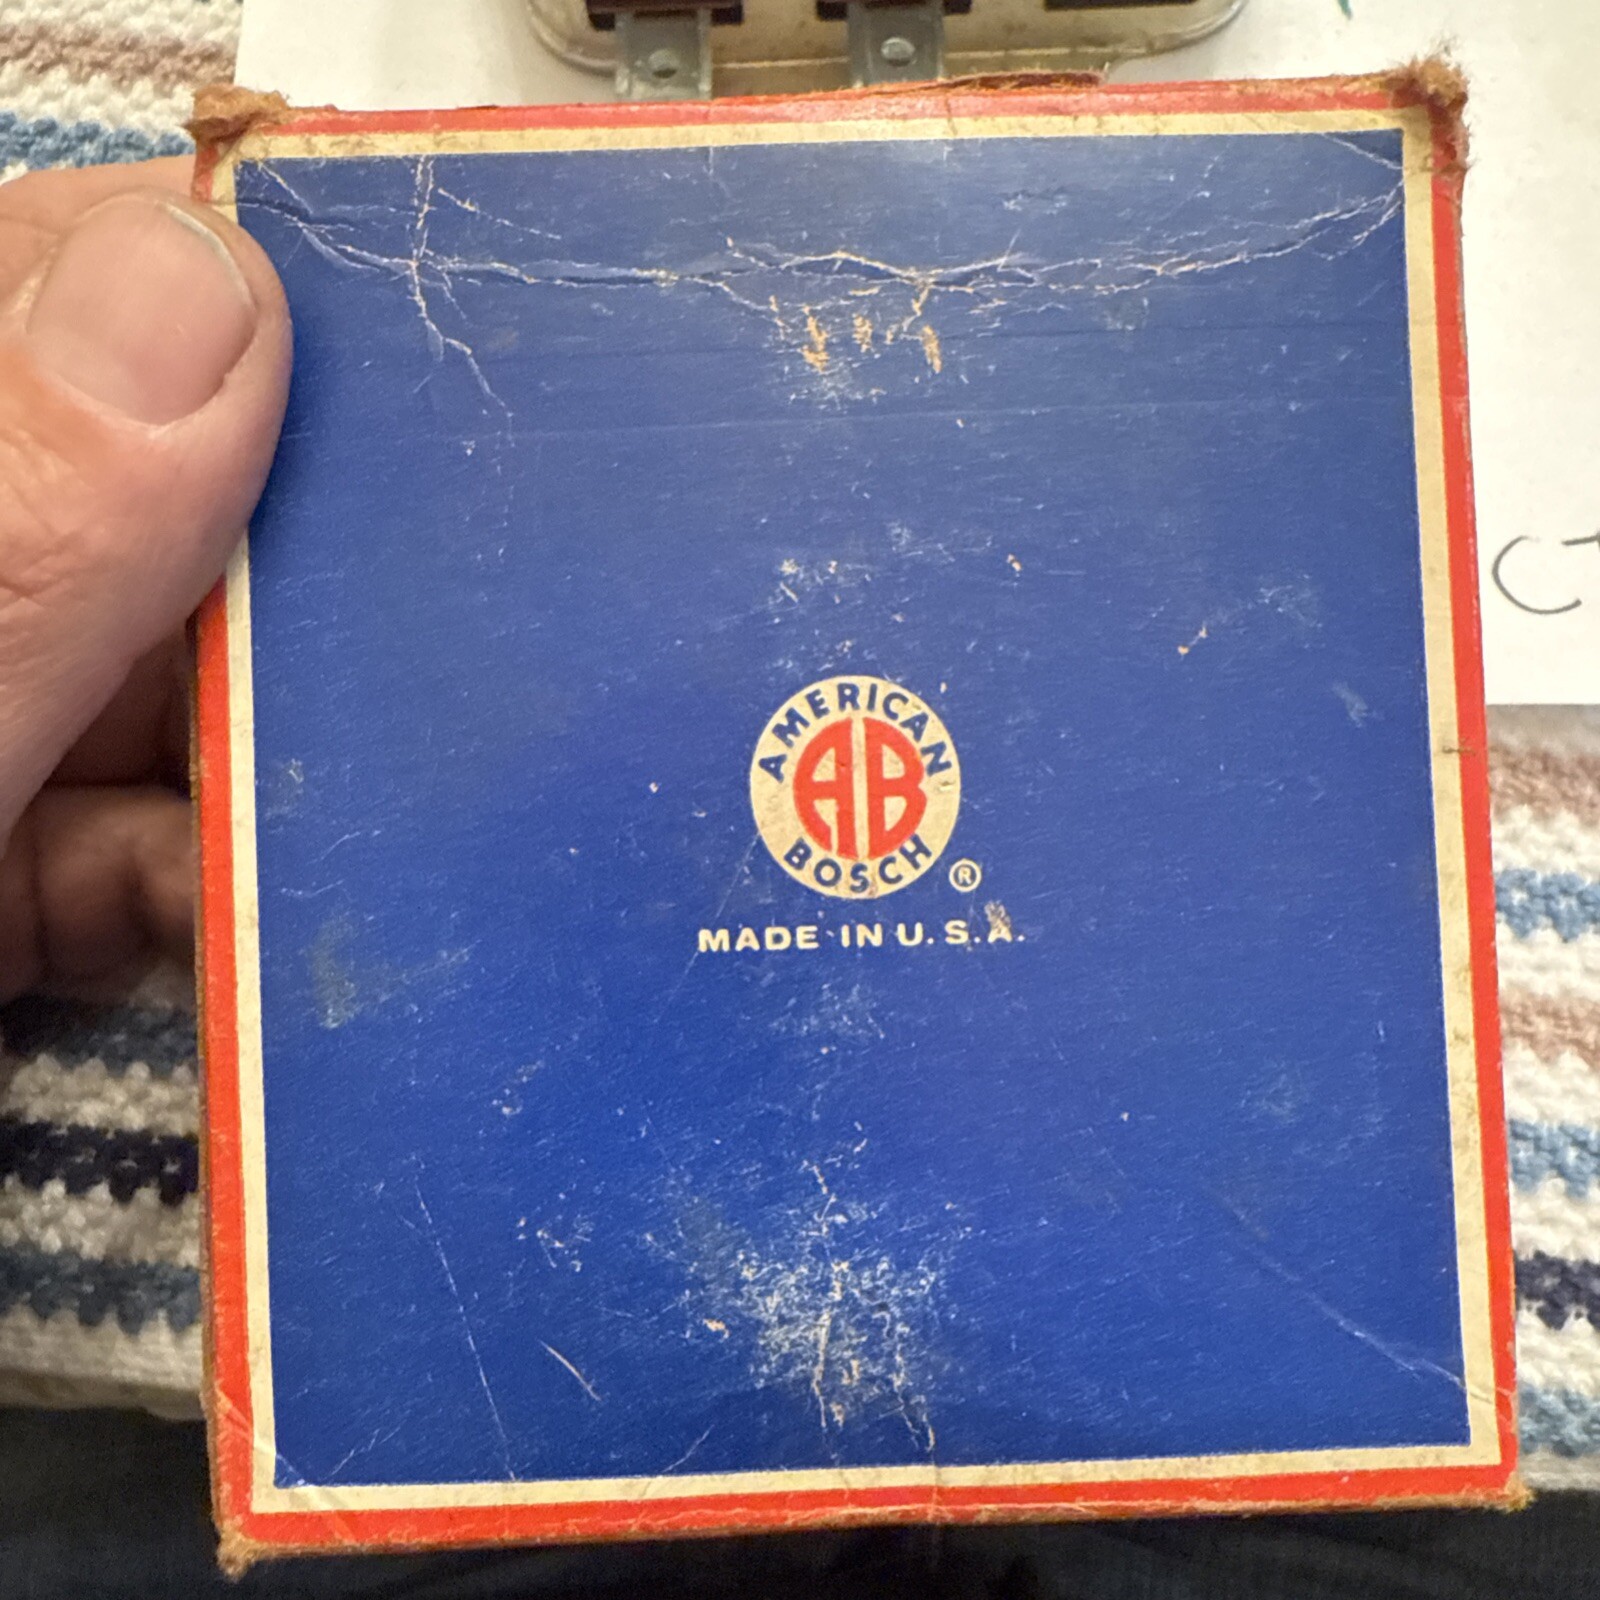 AMERICAN
AB
BOSCH
®
MADE IN U.S.A.